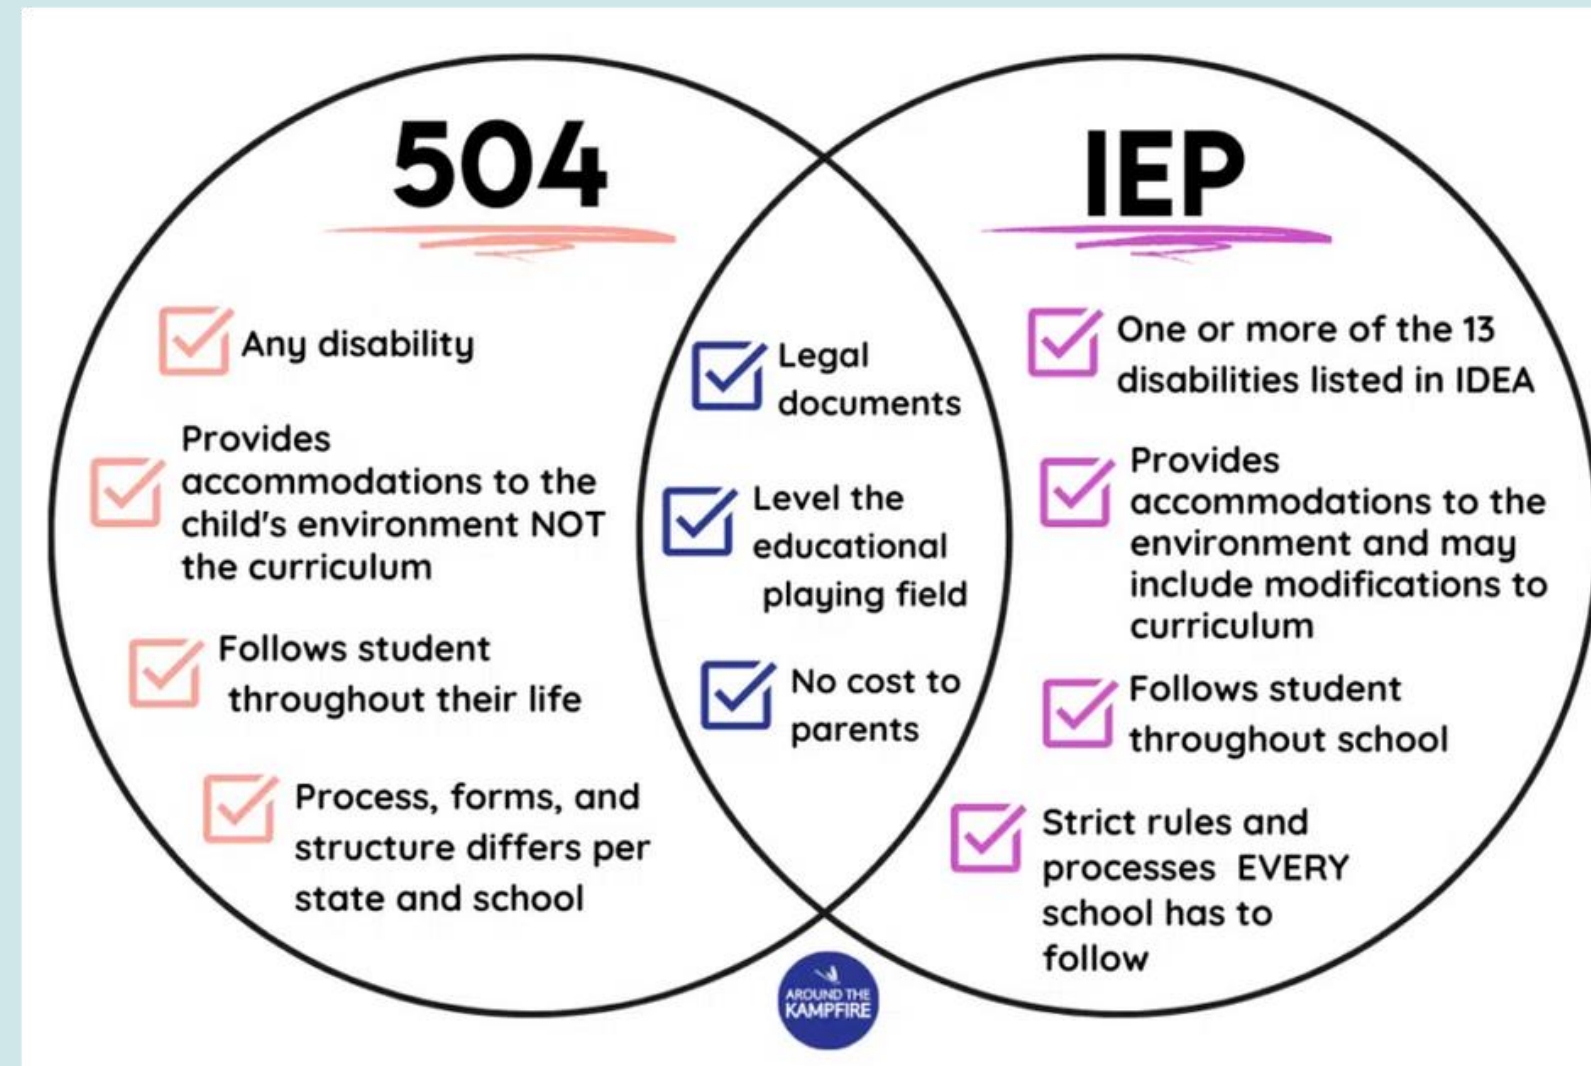 504
Any disability
Provides
accommodations to the
child's environment NOT
the curriculum
Follows student
throughout their life
Process, forms, and
structure differs per
state and school
Legal
documents
Level the
educational
playing field
No cost to
parents
IEP
One or more of the 13
disabilities listed in IDEA
Provides
accommodations to the
environment and may
include modifications to
curriculum
Follows student
throughout school
Strict rules and
processes EVERY
school has to
follow
AROUND THE
KAMPFIRE